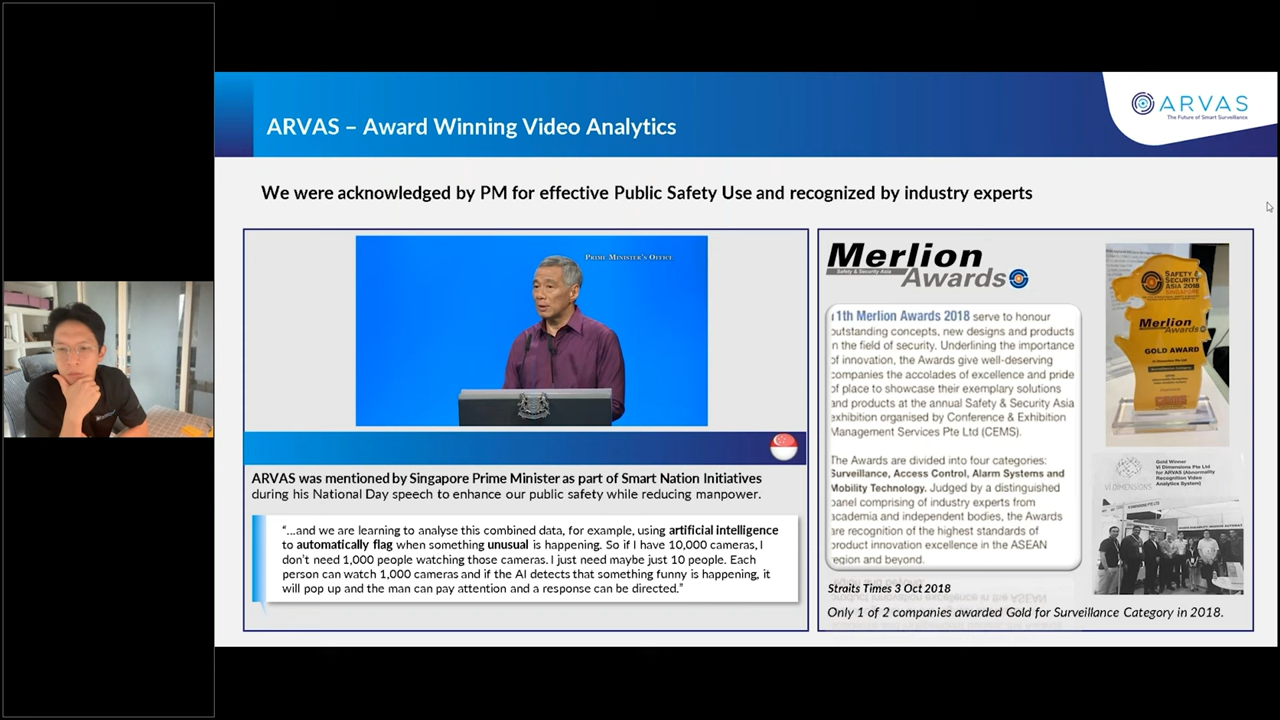 ARVAS – Award Winning Video Analytics
ARVAS
The Future of Smart Surveillance
We were acknowledged by PM for effective Public Safety Use and recognized by industry experts
PRIME MINISTER'S OFFICE
ARVAS was mentioned by Singapore Prime Minister as part of Smart Nation Initiatives
during his National Day speech to enhance our public safety while reducing manpower.
“...and we are learning to analyse this combined data, for example, using artificial intelligence
to automatically flag when something unusual is happening. So if I have 10,000 cameras, I
don't need 1,000 people watching those cameras. I just need maybe just 10 people. Each
person can watch 1,000 cameras and if the AI detects that something funny is happening, it
will pop up and the man can pay attention and a response can be directed.”
Merlion
Safety & Security Asia
Awards
11th Merlion Awards 2018 serve to honour
outstanding concepts, new designs and products
in the field of security. Underlining the importance
of innovation, the Awards give well-deserving
companies the accolades of excellence and pride
of place to showcase their exemplary solutions
and products at the annual Safety & Security Asia
exhibition organised by Conference & Exhibition
Management Services Pte Ltd (CEMS).
The Awards are divided into four categories:
Surveillance, Access Control, Alarm Systems and
Mobility Technology. Judged by a distinguished
panel comprising of industry experts from
academia and independent bodies, the Awards
are recognition of the highest standards of
product innovation excellence in the ASEAN
region and beyond.
Straits Times 3 Oct 2018
Only 1 of 2 companies awarded Gold for Surveillance Category in 2018.
SAFETY &
SECURITY
ASIA 2018
SINGAPORE
Merlion
Awards
GOLD AWARD
CEMS
VI DIMENSIONS
Gold Winner
VI Dimensions Pte Ltd
for ARVAS (Abnormality
Recognition Video
Analytics System)